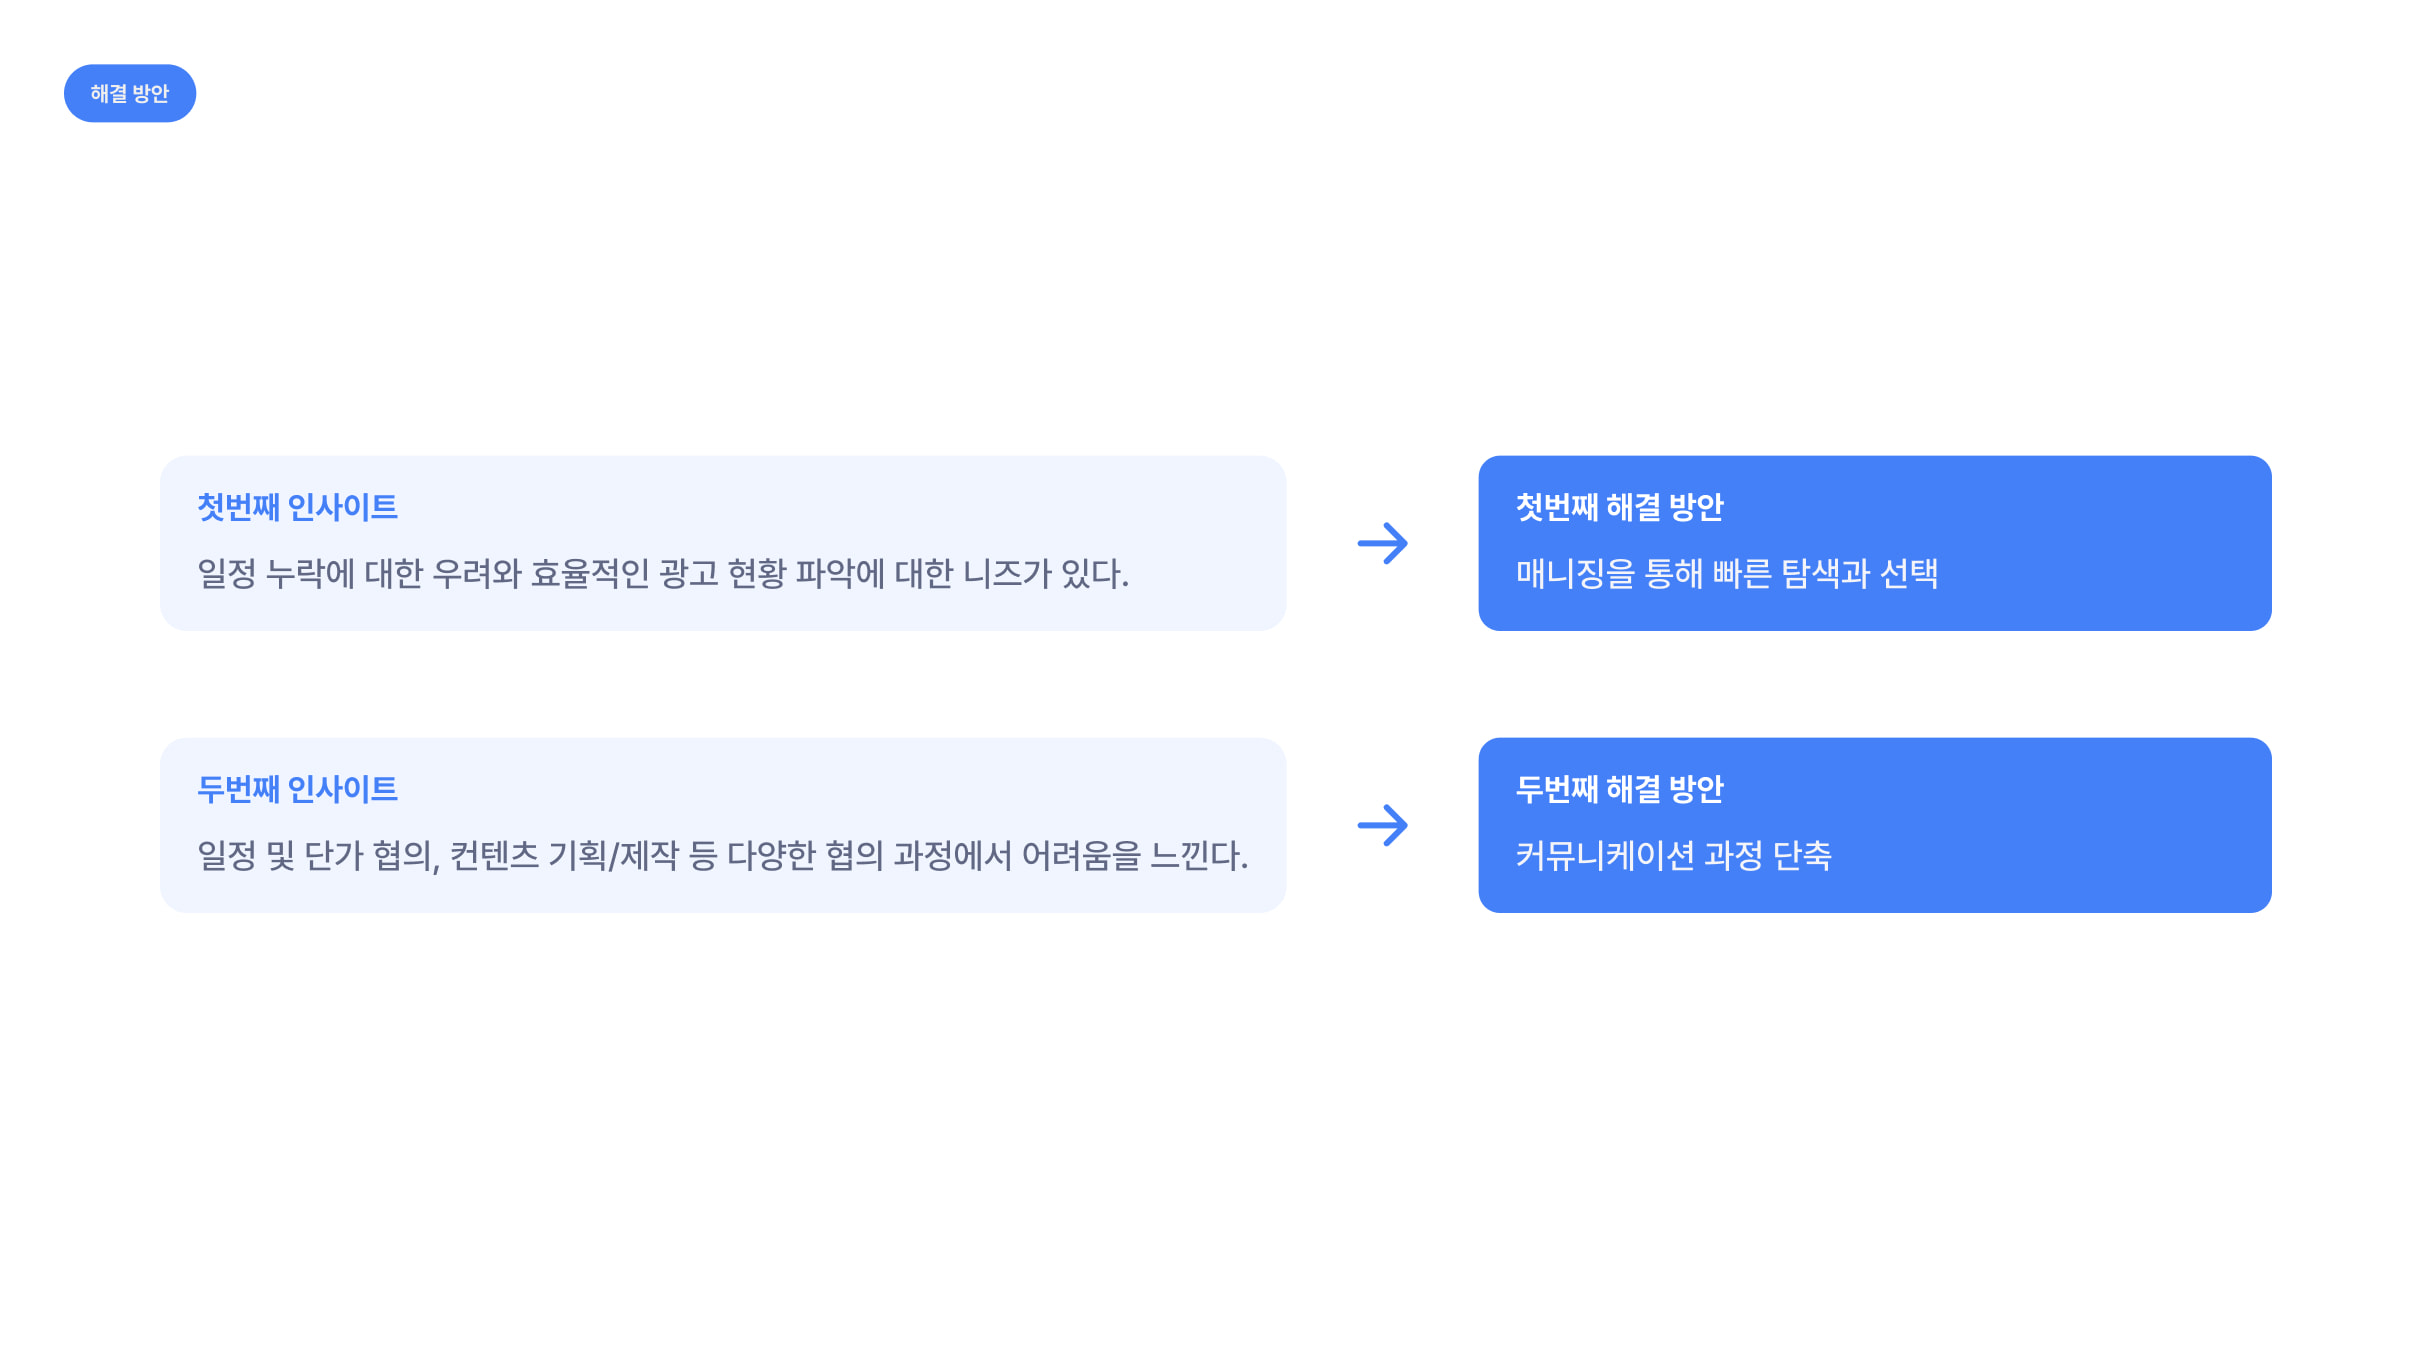 해결 방안
첫번째 인사이트
일정 누락에 대한 우려와 효율적인 광고 현황 파악에 대한 니즈가 있다.
첫번째 해결 방안
매니징을 통해 빠른 탐색과 선택
두번째 인사이트
일정 및 단가 협의, 컨텐츠 기획/제작 등 다양한 협의 과정에서 어려움을 느낀다.
두번째 해결 방안
커뮤니케이션 과정 단축